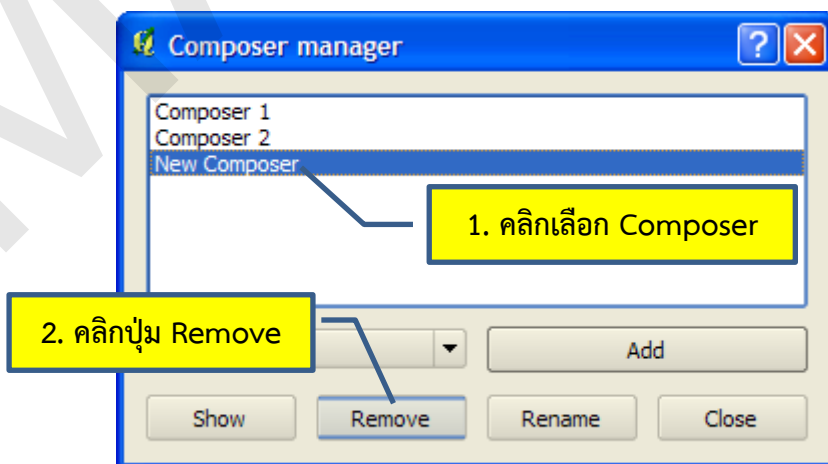 Composer manager
Composer 1
Composer 2
New Composer
1. คลิกเลือก Composer
2. คลิกปุ่ม Remove
Add
Show Remove Rename Close